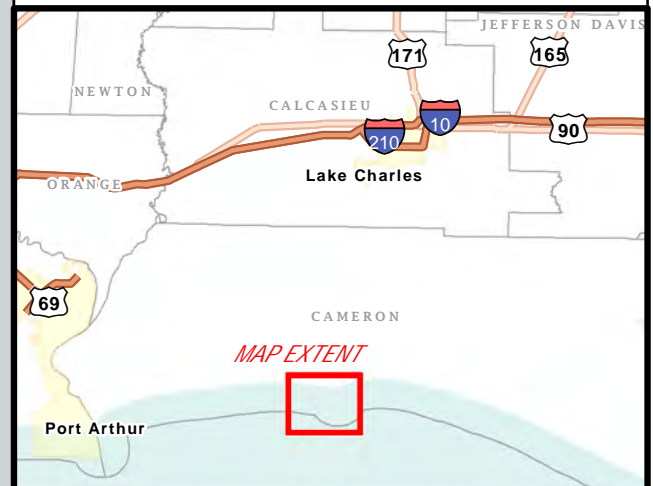 JEFFERSON DAVIS
171
165
NEWTON
CALCASIEU
10
90
210
Lake Charles
ORANGE
69
CAMERON
MAP EXTENT
Port Arthur